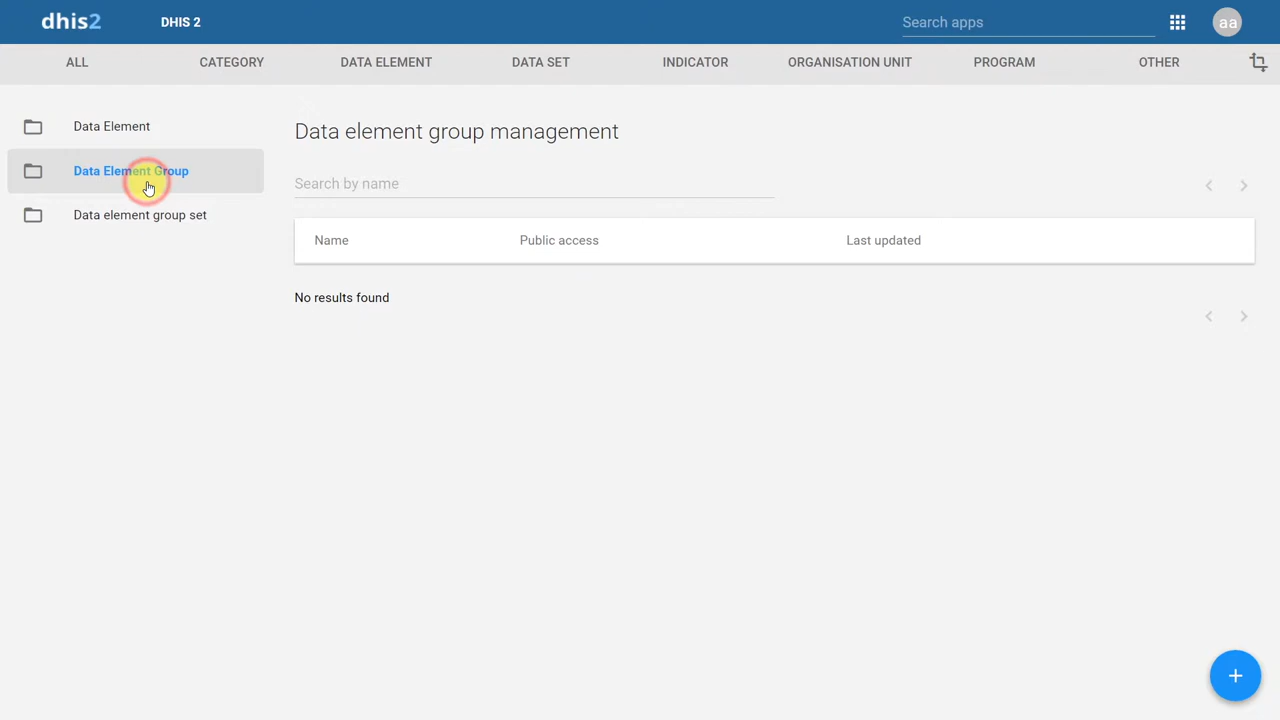 dhis2 DHIS 2 Search apps aa
ALL CATEGORY DATA ELEMENT DATA SET INDICATOR ORGANISATION UNIT PROGRAM OTHER
Data Element
Data Element Group
Data element group set
Data element group management
Search by name
Name Public access Last updated
No results found